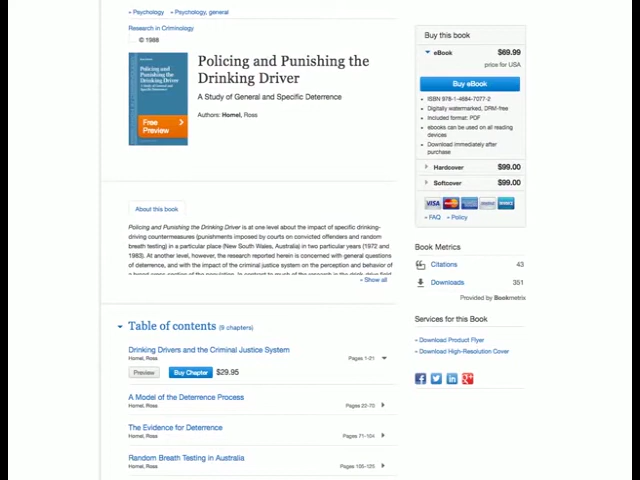 » Psychology » Psychology, general
Research in Criminology
© 1988
Policing and Punishing the Drinking Driver
A Study of General and Specific Deterrence
Authors: Homel, Ross
Policing and
Punishing the
Drinking Driver
Free
Preview
About this book
Policing and Punishing the Drinking Driver is at one level about the impact of specific drinking-
driving countermeasures (punishments imposed by courts on convicted offenders and random
breath testing) in a particular place (New South Wales, Australia) in two particular years (1972 and
1983). At another level, however, the research reported herein is concerned with general questions
of deterrence, and with the impact of the criminal justice system on the perception and behavior of
» Show all
Table of contents (9 chapters)
Drinking Drivers and the Criminal Justice System
Homel, Ross
Pages 1-21
Preview
Buy Chapter
$29.95
A Model of the Deterrence Process
Homel, Ross
Pages 22-70
The Evidence for Deterrence
Homel, Ross
Pages 71-104
Random Breath Testing in Australia
Homel, Ross
Pages 105-125
Buy this book
eBook $69.99
price for USA
Buy eBook
ISBN 978-1-4684-7077-2
Digitally watermarked, DRM-free
Included format: PDF
ebooks can be used on all reading
devices
Download immediately after
purchase
Hardcover $99.00
Softcover $99.00
VISA
» FAQ » Policy
Book Metrics
Citations 43
Downloads 351
Provided by Bookmetrix
Services for this Book
» Download Product Flyer
» Download High-Resolution Cover